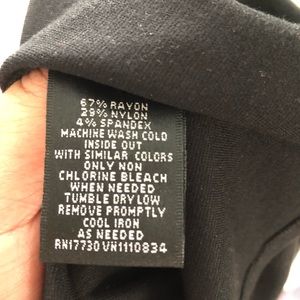 67% RAYON
29% NYLON
4% SPANDEX
MACHINE WASH COLD
INSIDE OUT
WITH SIMILAR COLORS
ONLY NON
CHLORINE BLEACH
WHEN NEEDED
TUMBLE DRY LOW
REMOVE PROMPTLY
COOL IRON
AS NEEDED
RN17730 VN1110834